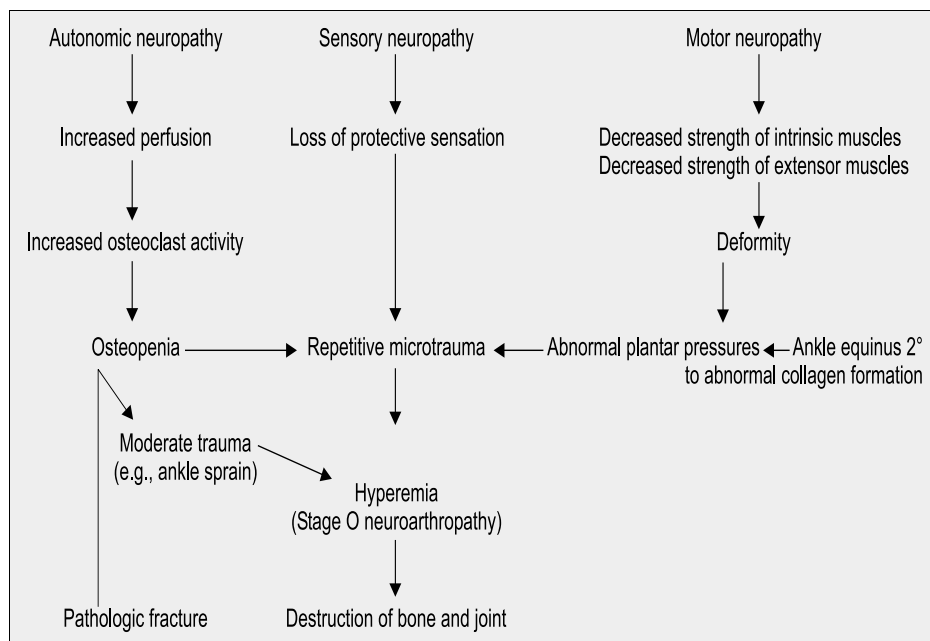 Autonomic neuropathy
Sensory neuropathy
Motor neuropathy
Increased perfusion
Loss of protective sensation
Decreased strength of intrinsic muscles
Decreased strength of extensor muscles
Increased osteoclast activity
Deformity
Osteopenia
Repetitive microtrauma
Abnormal plantar pressures
Ankle equinus 2°
to abnormal collagen formation
Moderate trauma
(e.g., ankle sprain)
Hyperemia
(Stage O neuroarthropathy)
Pathologic fracture
Destruction of bone and joint